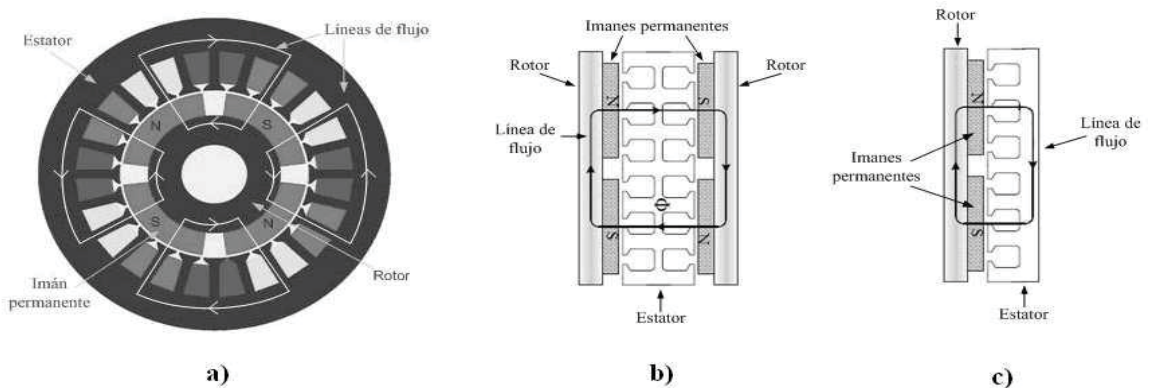 Estator
Líneas de flujo
N
S
S
N
Imán
permanente
Rotor
a)
Imanes permanentes
Rotor
Rotor
N
S
Línea de
flujo
Φ
S
N
Estator
b)
Rotor
N
Línea de
flujo
Imanes
permanentes
S
Estator
c)